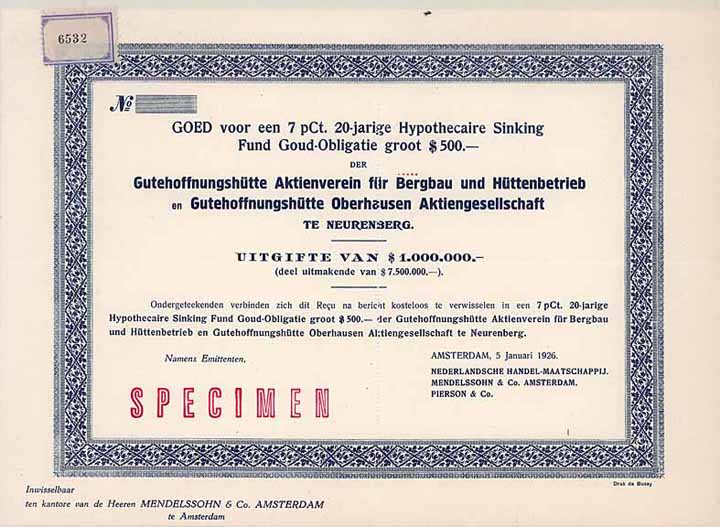 6532
No
GOED voor een 7 pCt. 20-jarige Hypothecaire Sinking
Fund Goud-Obligatie groot $ 500.—
DER
Gutehoffnungshütte Aktienverein für Bergbau und Hüttenbetrieb
en Gutehoffnungshütte Oberhausen Aktiengesellschaft
TE NEURENBERG.
UITGIFTE VAN $ 1.000.000.-
(deel uitmakende van $ 7.500.000.—).
Ondergeteekenden verbinden zich dit Reçu na bericht kosteloos te verwisselen in een 7 pCt. 20-jarige
Hypothecaire Sinking Fund Goud-Obligatie groot $ 500.— der Gutehoffnungshütte Aktienverein für Bergbau
und Hüttenbetrieb en Gutehoffnungshütte Oberhausen Aktiengesellschaft te Neurenberg.
AMSTERDAM, 5 Januari 1926.
Namens Emittenten,
NEDERLANDSCHE HANDEL-MAATSCHAPPIJ.
MENDELSSOHN & Co. AMSTERDAM.
PIERSON & Co.
SPECIMEN
Druk de Bussy
Inwisselbaar
ten kantore van de Heeren MENDELSSOHN & Co. AMSTERDAM
te Amsterdam